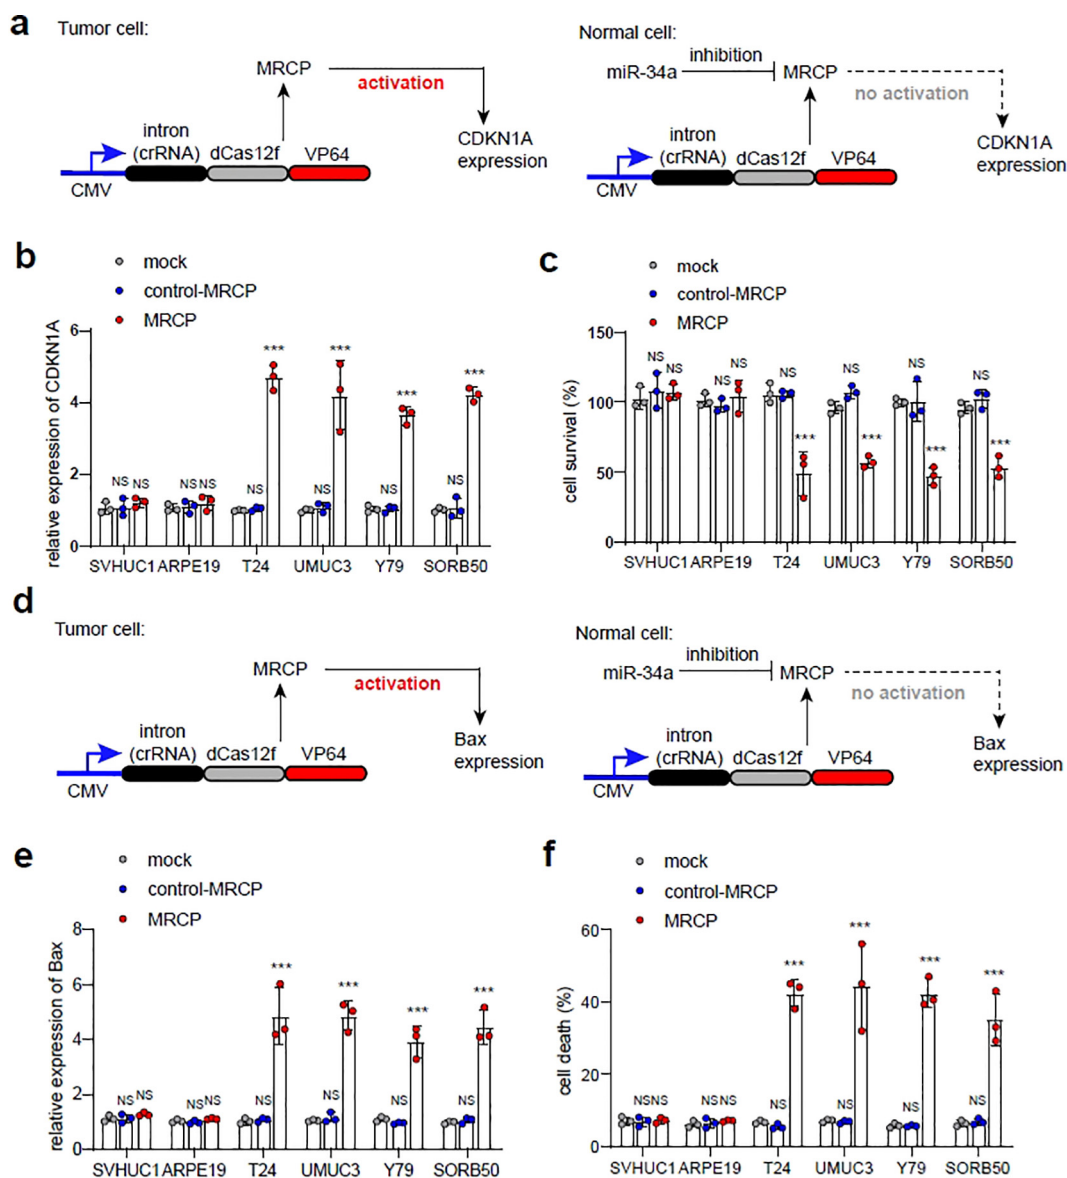 a
Tumor cell:
MRCP
activation
intron
(crRNA) dCas12f VP64
CMV
CDKN1A
expression
Normal cell:
inhibition
miR-34a
MRCP
no activation
intron
(crRNA) dCas12f VP64
CMV
CDKN1A
expression
b
mock
control-MRCP
MRCP
relative expression of CDKN1A
6
4
2
0
NS NS
NS NS
NS
***
NS
***
NS
***
NS
***
SVHUC1 ARPE19 T24 UMUC3 Y79 SORB50
c
mock
control-MRCP
MRCP
cell survival (%)
150
100
50
0
NS NS
NS NS
NS
***
NS
***
NS
***
NS
***
SVHUC1 ARPE19 T24 UMUC3 Y79 SORB50
d
Tumor cell:
MRCP
activation
intron
(crRNA) dCas12f VP64
CMV
Bax
expression
Normal cell:
inhibition
miR-34a
MRCP
no activation
intron
(crRNA) dCas12f VP64
CMV
Bax
expression
e
mock
control-MRCP
MRCP
relative expression of Bax
8
6
4
2
0
NS NS
NS NS
NS
***
NS
***
NS
***
NS
***
SVHUC1 ARPE19 T24 UMUC3 Y79 SORB50
f
mock
control-MRCP
MRCP
cell death (%)
60
40
20
0
NS NS
NS NS
NS
***
NS
***
NS
***
NS
***
SVHUC1 ARPE19 T24 UMUC3 Y79 SORB50